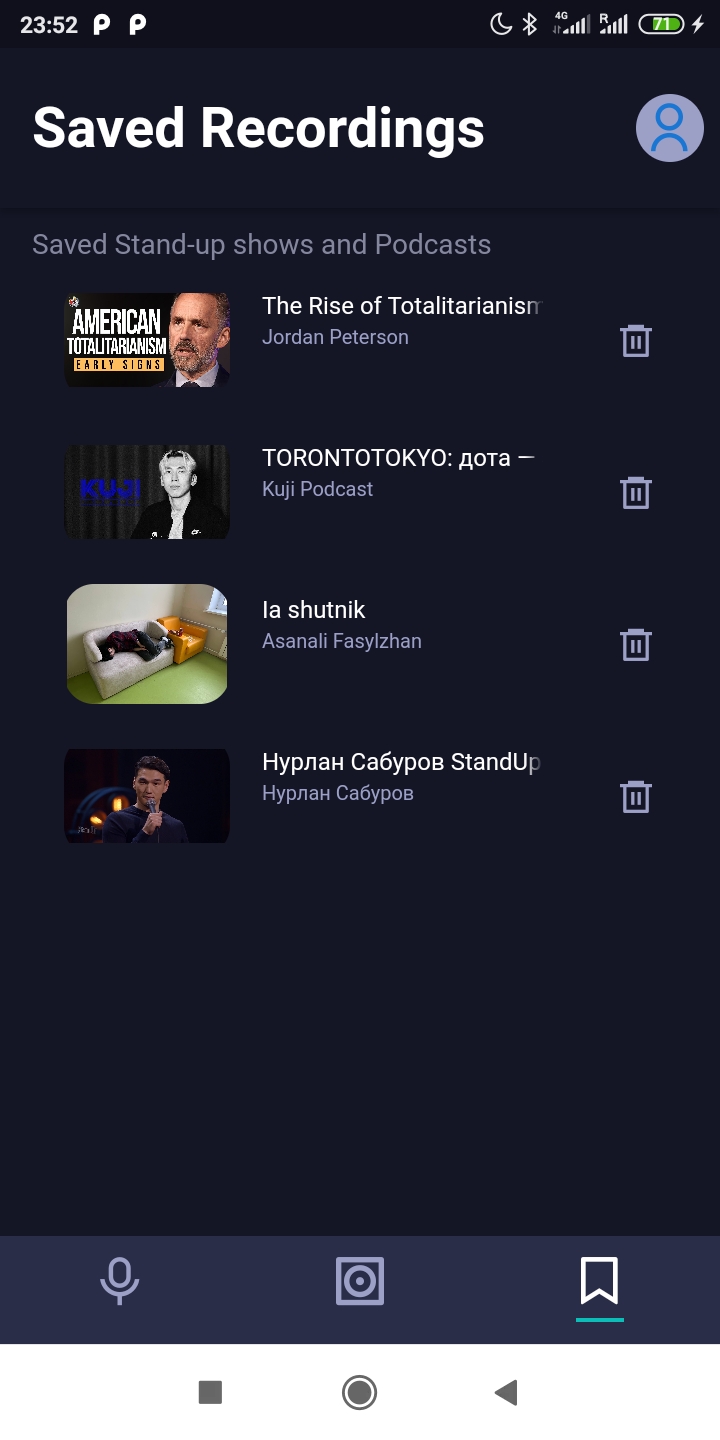 23:52
4G
R
71
Saved Recordings
Saved Stand-up shows and Podcasts
AMERICAN
TOTALITARIANISM
EARLY SIGNS
The Rise of Totalitarianism
Jordan Peterson
KUJI
TORONTOTOKYO: дота –
Kuji Podcast
Ia shutnik
Asanali Fasylzhan
Нурлан Сабуров StandUp
Нурлан Сабуров